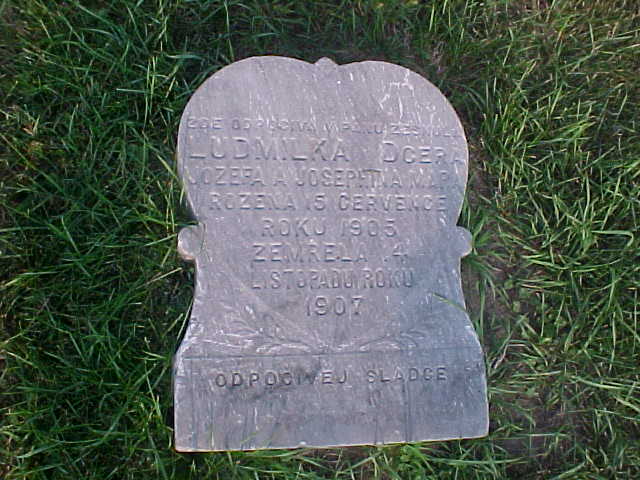 ZDE ODPOČIVA V PANU ZESNULA
LUDMILKA DCERA
JOZEFA A JOSEPHINA MARA
ROZENA 15 ČERVENCE
ROKU 1905
ZEMŘELA 14
LISTOPADU ROKU
1907
ODPOČIVEJ SLADCE